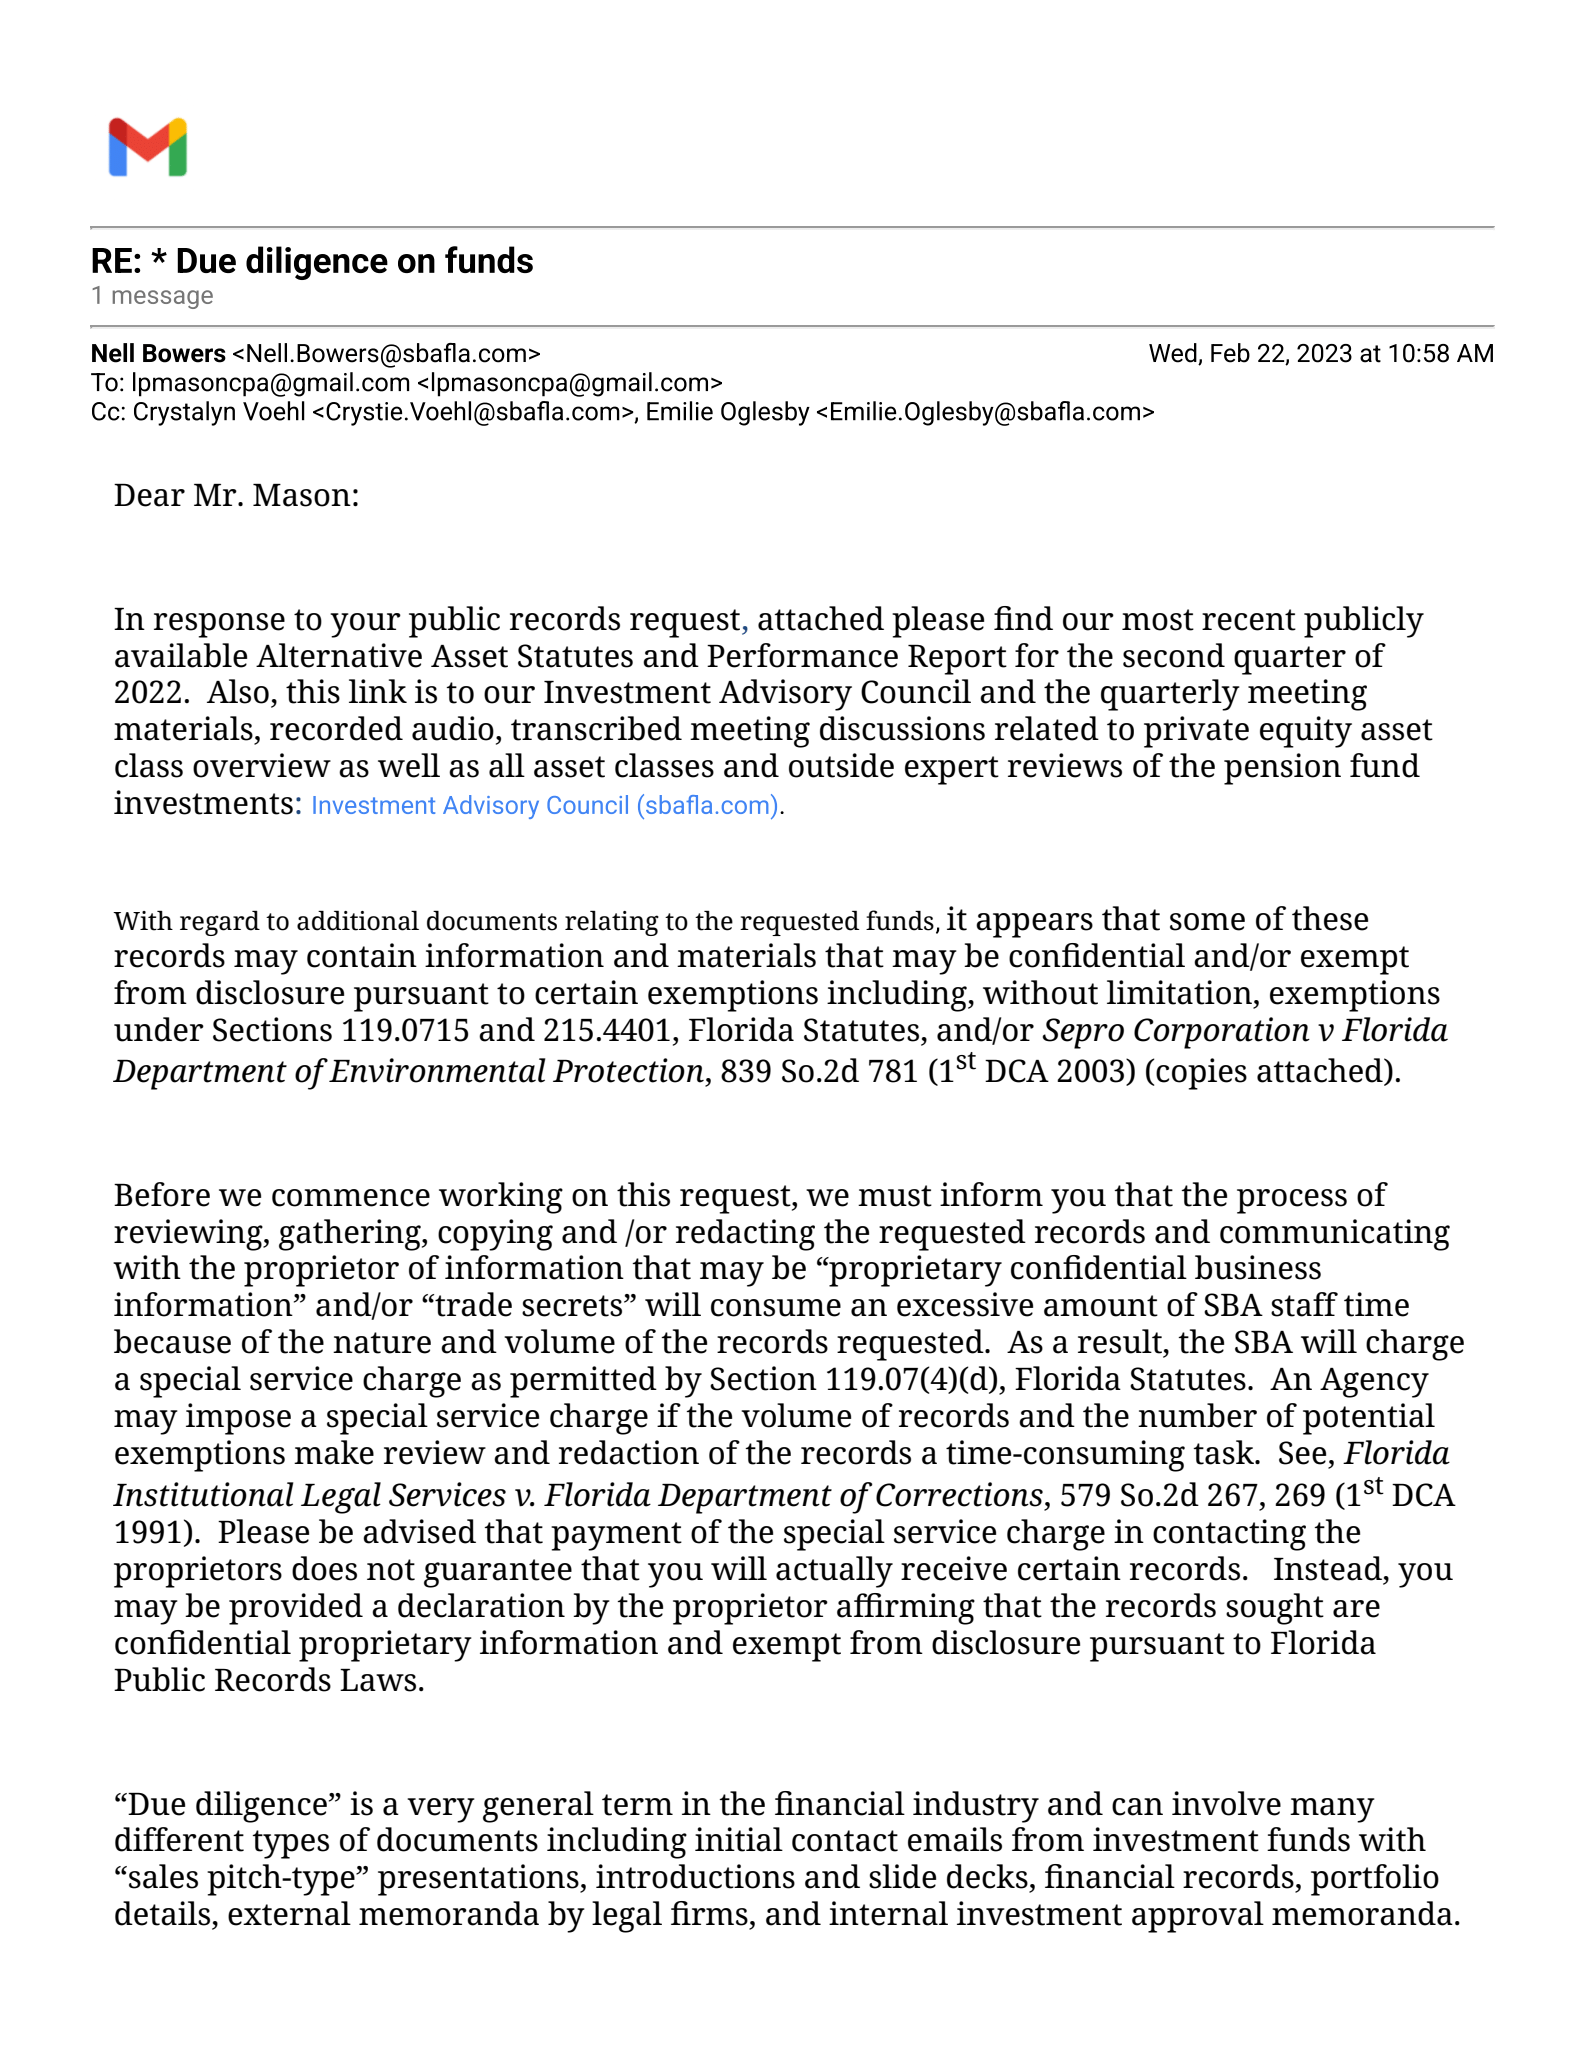 RE: * Due diligence on funds
1 message
Nell Bowers <Nell.Bowers@sbafla.com> Wed, Feb 22, 2023 at 10:58 AM
To: lpmasoncpa@gmail.com <lpmasoncpa@gmail.com>
Cc: Crystalyn Voehl <Crystie.Voehl@sbafla.com>, Emilie Oglesby <Emilie.Oglesby@sbafla.com>
Dear Mr. Mason:
In response to your public records request, attached please find our most recent publicly
available Alternative Asset Statutes and Performance Report for the second quarter of
2022.  Also, this link is to our Investment Advisory Council and the quarterly meeting
materials, recorded audio, transcribed meeting discussions related to private equity asset
class overview as well as all asset classes and outside expert reviews of the pension fund
investments: Investment Advisory Council (sbafla.com).
With regard to additional documents relating to the requested funds, it appears that some of these
records may contain information and materials that may be confidential and/or exempt
from disclosure pursuant to certain exemptions including, without limitation, exemptions
under Sections 119.0715 and 215.4401, Florida Statutes, and/or Sepro Corporation v Florida
Department of Environmental Protection, 839 So.2d 781 (1st DCA 2003) (copies attached).
Before we commence working on this request, we must inform you that the process of
reviewing, gathering, copying and /or redacting the requested records and communicating
with the proprietor of information that may be “proprietary confidential business
information” and/or “trade secrets” will consume an excessive amount of SBA staff time
because of the nature and volume of the records requested.  As a result, the SBA will charge
a special service charge as permitted by Section 119.07(4)(d), Florida Statutes.  An Agency
may impose a special service charge if the volume of records and the number of potential
exemptions make review and redaction of the records a time-consuming task.  See, Florida
Institutional Legal Services v. Florida Department of Corrections, 579 So.2d 267, 269 (1st DCA
1991).  Please be advised that payment of the special service charge in contacting the
proprietors does not guarantee that you will actually receive certain records.   Instead, you
may be provided a declaration by the proprietor affirming that the records sought are
confidential proprietary information and exempt from disclosure pursuant to Florida
Public Records Laws.
“Due diligence” is a very general term in the financial industry and can involve many
different types of documents including initial contact emails from investment funds with
“sales pitch-type” presentations, introductions and slide decks, financial records, portfolio
details, external memoranda by legal firms, and internal investment approval memoranda.